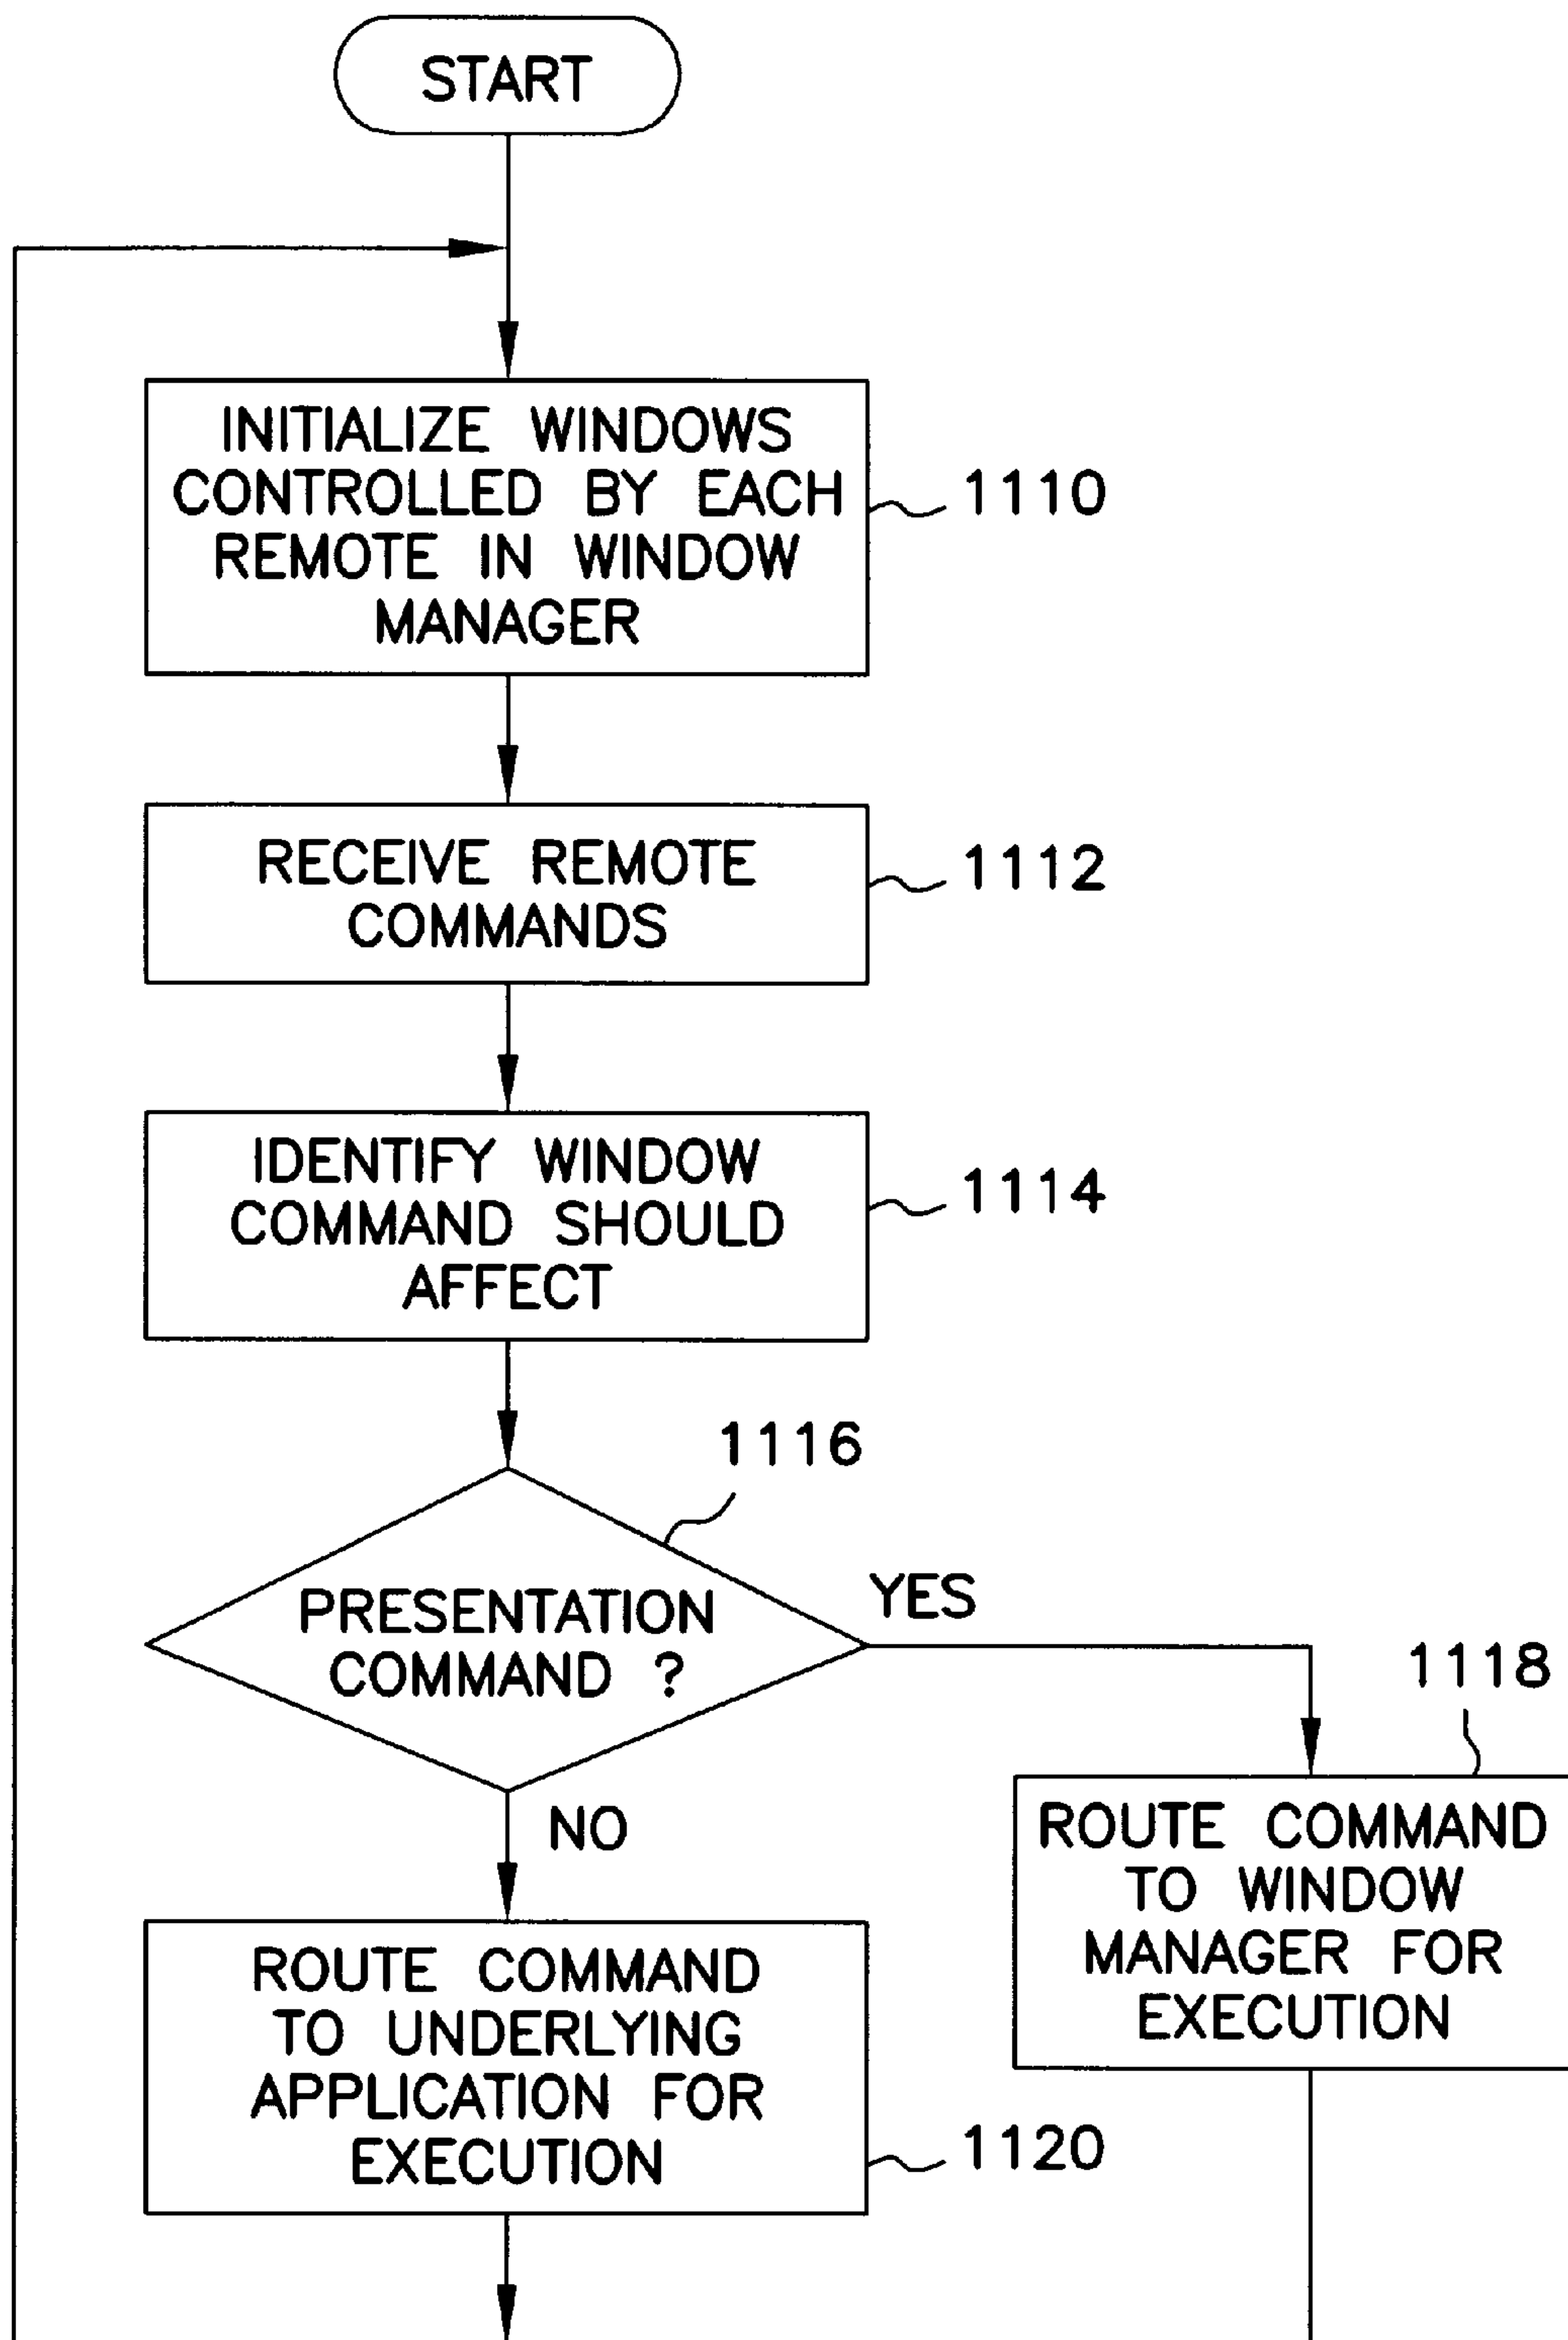 START
INITIALIZE WINDOWS
CONTROLLED BY EACH
REMOTE IN WINDOW
MANAGER
1110
RECEIVE REMOTE
COMMANDS
1112
IDENTIFY WINDOW
COMMAND SHOULD
AFFECT
1114
1116
PRESENTATION
COMMAND ?
YES
NO
1118
ROUTE COMMAND
TO WINDOW
MANAGER FOR
EXECUTION
ROUTE COMMAND
TO UNDERLYING
APPLICATION FOR
EXECUTION
1120